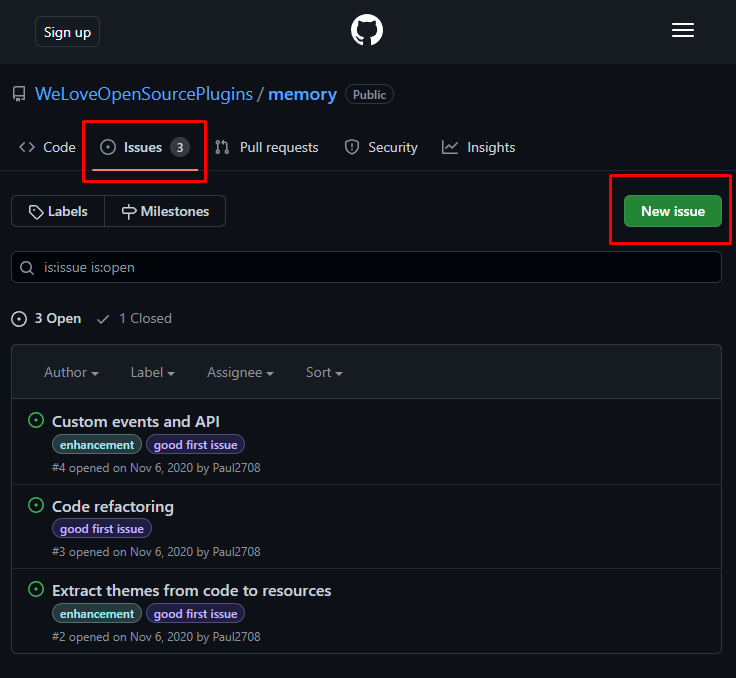 Sign up
WeLoveOpenSourcePlugins / memory Public
Code Issues 3 Pull requests Security Insights
Labels Milestones New issue
is:issue is:open
3 Open 1 Closed
Author Label Assignee Sort
Custom events and API
enhancement good first issue
#4 opened on Nov 6, 2020 by Paul2708
Code refactoring
good first issue
#3 opened on Nov 6, 2020 by Paul2708
Extract themes from code to resources
enhancement good first issue
#2 opened on Nov 6, 2020 by Paul2708